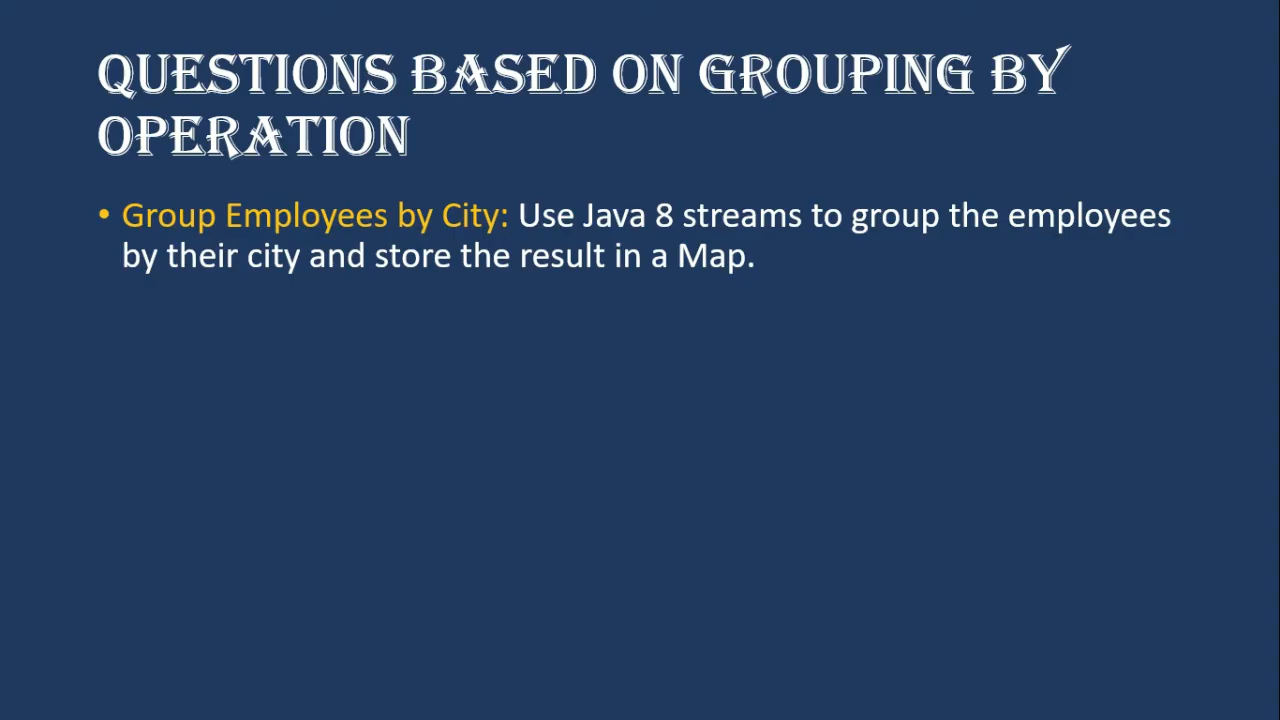 QUESTIONS BASED ON GROUPING BY
OPERATION
• Group Employees by City: Use Java 8 streams to group the employees
by their city and store the result in a Map.